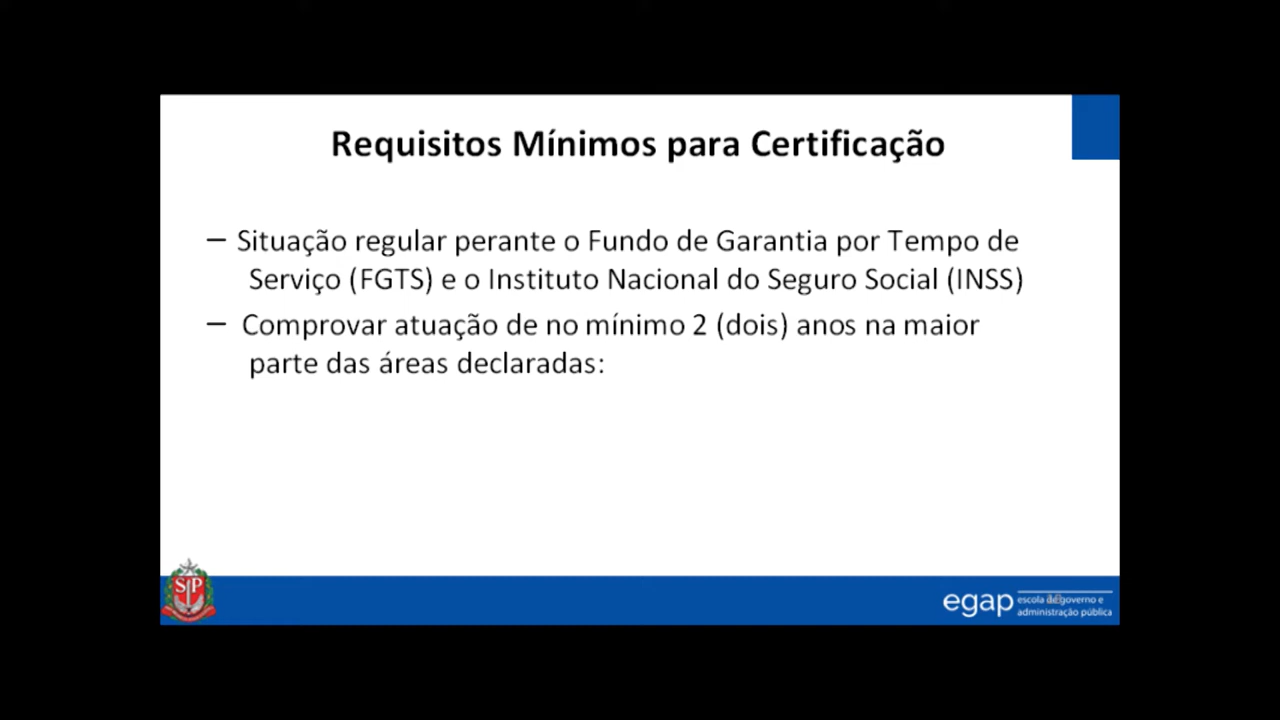 Requisitos Mínimos para Certificação
– Situação regular perante o Fundo de Garantia por Tempo de
Serviço (FGTS) e o Instituto Nacional do Seguro Social (INSS)
– Comprovar atuação de no mínimo 2 (dois) anos na maior
parte das áreas declaradas:
SP
egap
escola de governo e
administração pública